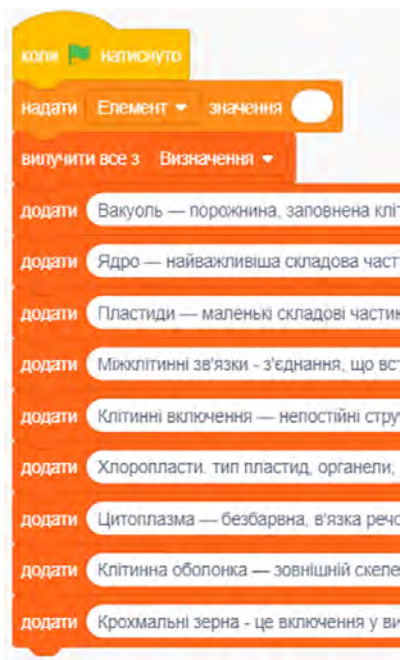 коли натиснуто
надати Елемент значення
вилучити все з Визначення
додати Вакуоль — порожнина, заповнена кліт
додати Ядро — найважливіша складова част
додати Пластиди — маленькі складові частин
додати Міжклітинні зв'язки - з'єднання, що вст
додати Клітинні включення — непостійні стру
додати Хлоропласти. тип пластид, органели,
додати Цитоплазма — безбарвна, в'язка речо
додати Клітинна оболонка — зовнішній скеле
додати Крохмальні зерна - це включення у ви